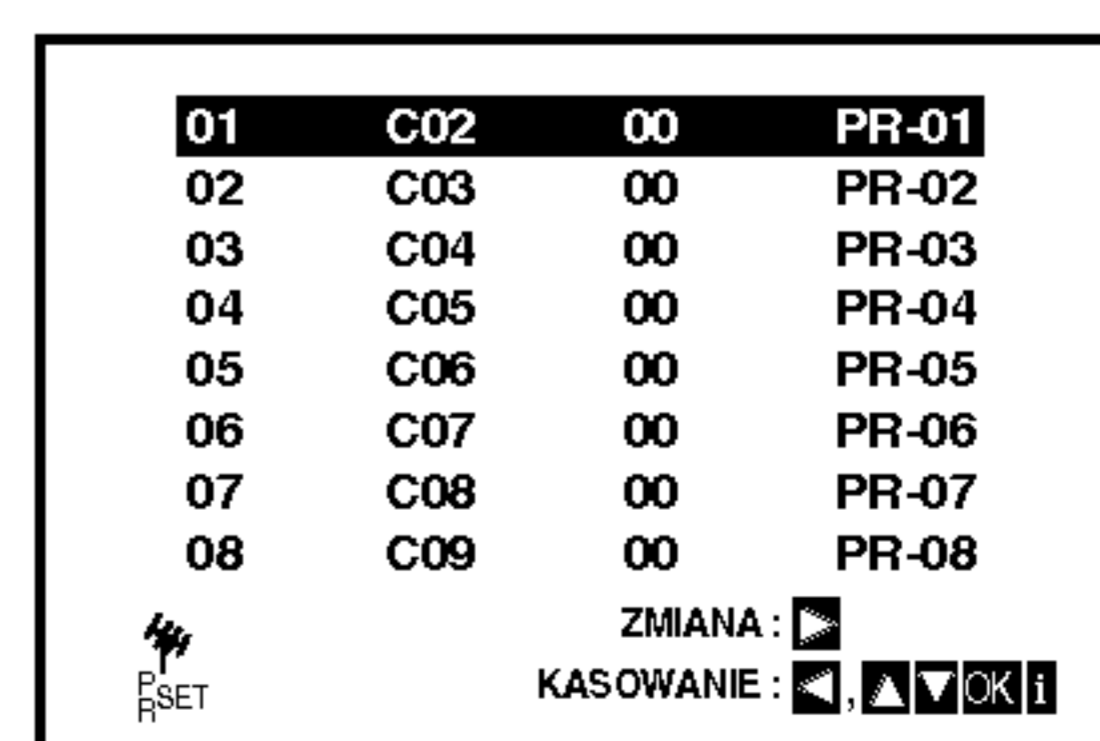 01 C02 00 PR-01
02 C03 00 PR-02
03 C04 00 PR-03
04 C05 00 PR-04
05 C06 00 PR-05
06 C07 00 PR-06
07 C08 00 PR-07
08 C09 00 PR-08
ZMIANA :
PR SET
KASOWANIE : , OK i